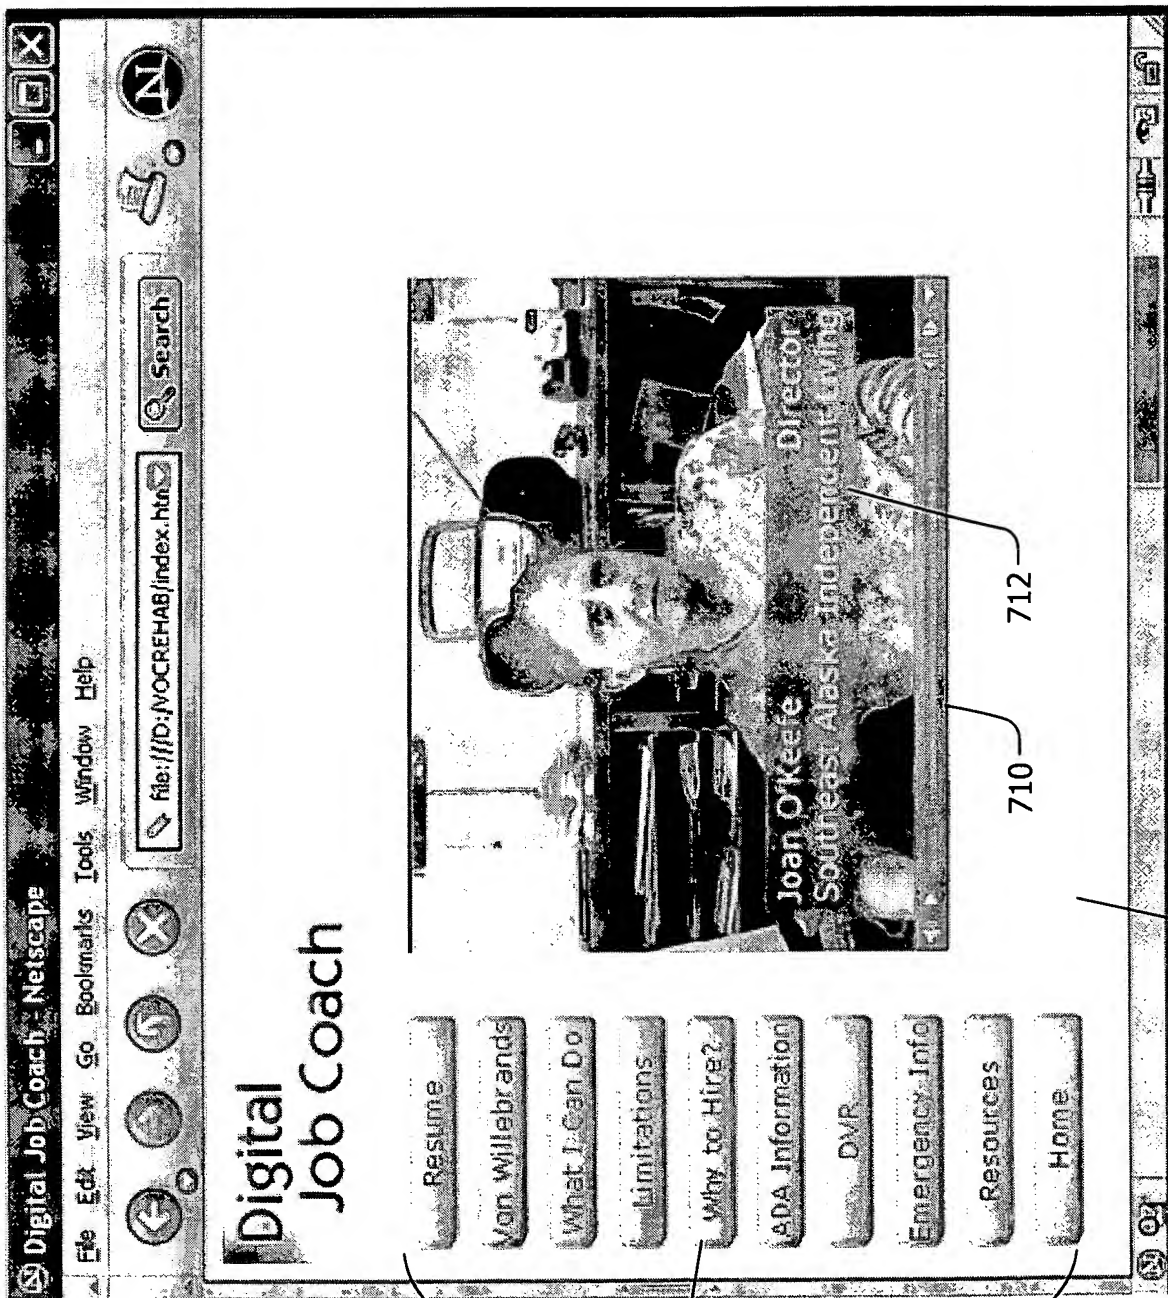 Digital Job Coach - Netscape
File Edit View Go Bookmarks Tools Window Help
file:///D:/VOCREHAB/index.htm
Search
N
Digital
Job Coach
Resume
Von Willebrands
What I Can Do
Limitations
Why to Hire?
ADA Information
DVR
Emergency Info
Resources
Home
Joan O'Keefe Director
Southeast Alaska Independent Living
710
712